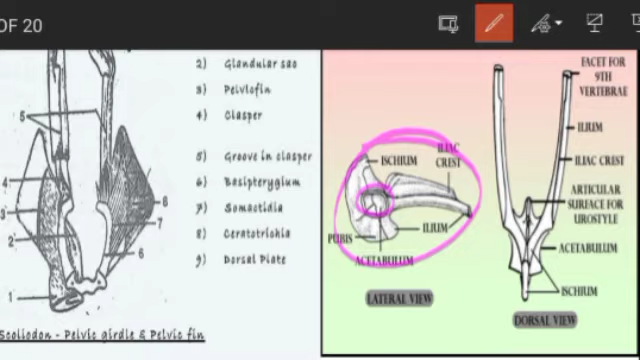 OF 20
2) Glandular sac
3) Pelviofin
4) Clasper
5) Groove in clasper
6) Basipterygium
7) Somactidia
8) Ceratotrichia
9) Dorsal Plate
5
4
3
2
1
8
7
6
Scoliodon - Pelvic girdle & Pelvic fin
ISCHIUM
ILIAC
CREST
ILIUM
PUBIS
ACETABULUM
LATERAL VIEW
FACET FOR
9TH
VERTEBRAE
ILIUM
ILIAC CREST
ARTICULAR
SURFACE FOR
UROSTYLE
ACETABULUM
ISCHIUM
DORSAL VIEW